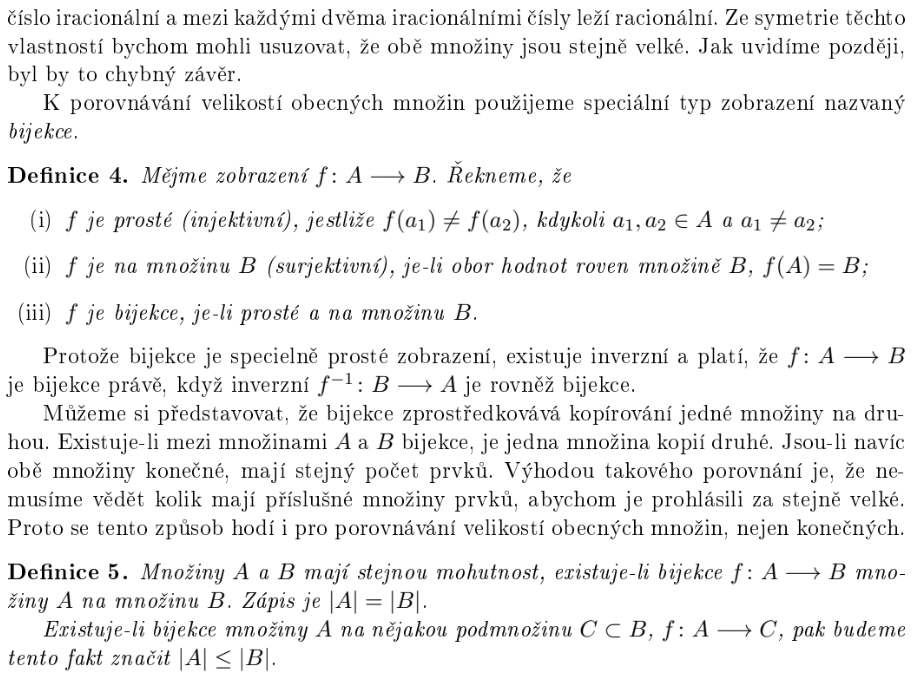 číslo iracionální a mezi každými dvěma iracionálními čísly leží racionální. Ze symetrie těchto
vlastností bychom mohli usuzovat, že obě množiny jsou stejně velké. Jak uvidíme později,
byl by to chybný závěr.
K porovnávání velikostí obecných množin použijeme speciální typ zobrazení nazvaný
bijekce.
Definice 4. Mějme zobrazení f: A ⟶ B. Řekneme, že
(i) f je prosté (injektivní), jestliže f(a₁) ≠ f(a₂), kdykoli a₁, a₂ ∈ A a a₁ ≠ a₂;
(ii) f je na množinu B (surjektivní), je-li obor hodnot roven množině B, f(A) = B;
(iii) f je bijekce, je-li prosté a na množinu B.
Protože bijekce je specielně prosté zobrazení, existuje inverzní a platí, že f: A ⟶ B
je bijekce právě, když inverzní f⁻¹: B ⟶ A je rovněž bijekce.
Můžeme si představovat, že bijekce zprostředkovává kopírování jedné množiny na dru-
hou. Existuje-li mezi množinami A a B bijekce, je jedna množina kopií druhé. Jsou-li navíc
obě množiny konečné, mají stejný počet prvků. Výhodou takového porovnání je, že ne-
musíme vědět kolik mají příslušné množiny prvků, abychom je prohlásili za stejně velké.
Proto se tento způsob hodí i pro porovnávání velikostí obecných množin, nejen konečných.
Definice 5. Množiny A a B mají stejnou mohutnost, existuje-li bijekce f: A ⟶ B mno-
žiny A na množinu B. Zápis je |A| = |B|.
Existuje-li bijekce množiny A na nějakou podmnožinu C ⊂ B, f: A ⟶ C, pak budeme
tento fakt značit |A| ≤ |B|.